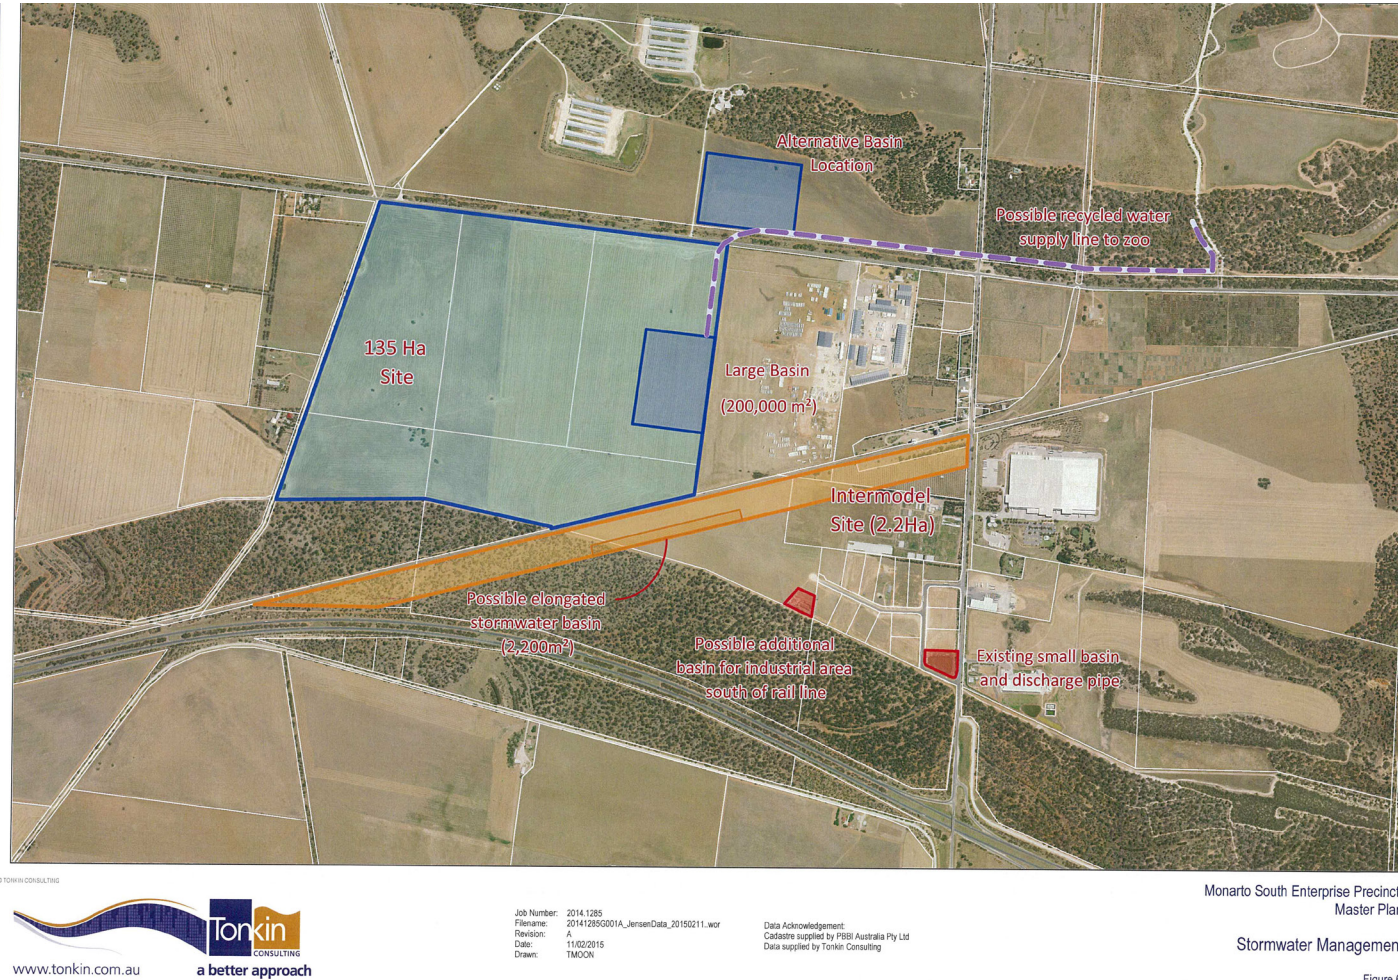 Alternative Basin
Location
Possible recycled water
supply line to zoo
135 Ha
Site
Large Basin
(200,000 m²)
Intermodel
Site (2.2Ha)
Possible elongated
stormwater basin
(2,200m²)
Possible additional
basin for industrial area
south of rail line
Existing small basin
and discharge pipe
TONKIN CONSULTING
Tonkin
CONSULTING
www.tonkin.com.au
a better approach
Job Number: 2014.1285
Filename: 20141285G001A_JensenData_20150211..wor
Revision: A
Date: 11/02/2015
Drawn: TMOON
Data Acknowledgement:
Cadastre supplied by PBBI Australia Pty Ltd
Data supplied by Tonkin Consulting
Monarto South Enterprise Precinct
Master Plan
Stormwater Managemen
Figure